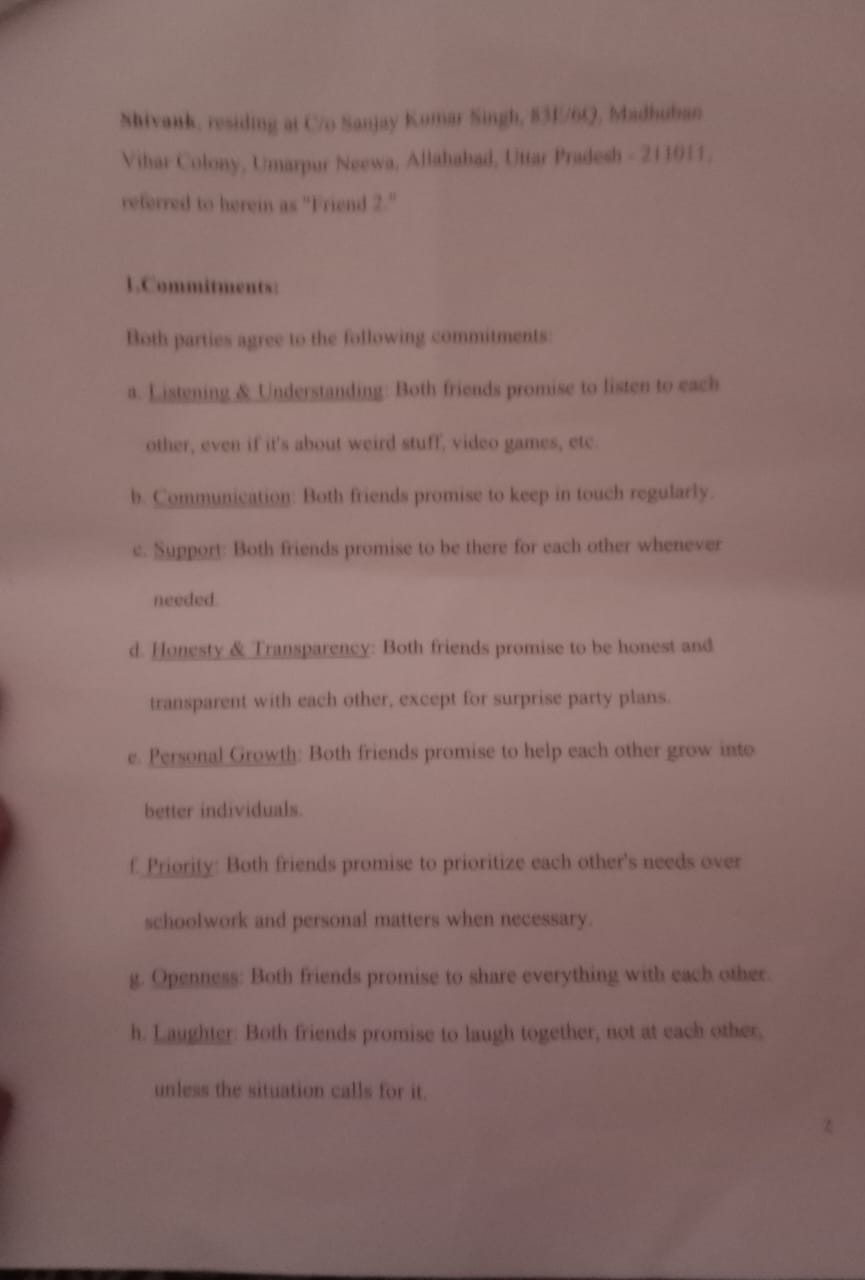 Shivank, residing at C/o Sanjay Kumar Singh, 83E/6Q, Madhuban
Vihar Colony, Umarpur Neewa, Allahabad, Uttar Pradesh - 211011,
referred to herein as "Friend 2."
1.Commitments:
Both parties agree to the following commitments:
a. Listening & Understanding: Both friends promise to listen to each
other, even if it's about weird stuff, video games, etc.
b. Communication: Both friends promise to keep in touch regularly.
c. Support: Both friends promise to be there for each other whenever
needed.
d. Honesty & Transparency: Both friends promise to be honest and
transparent with each other, except for surprise party plans.
e. Personal Growth: Both friends promise to help each other grow into
better individuals.
f. Priority: Both friends promise to prioritize each other's needs over
schoolwork and personal matters when necessary.
g. Openness: Both friends promise to share everything with each other.
h. Laughter: Both friends promise to laugh together, not at each other,
unless the situation calls for it.
2